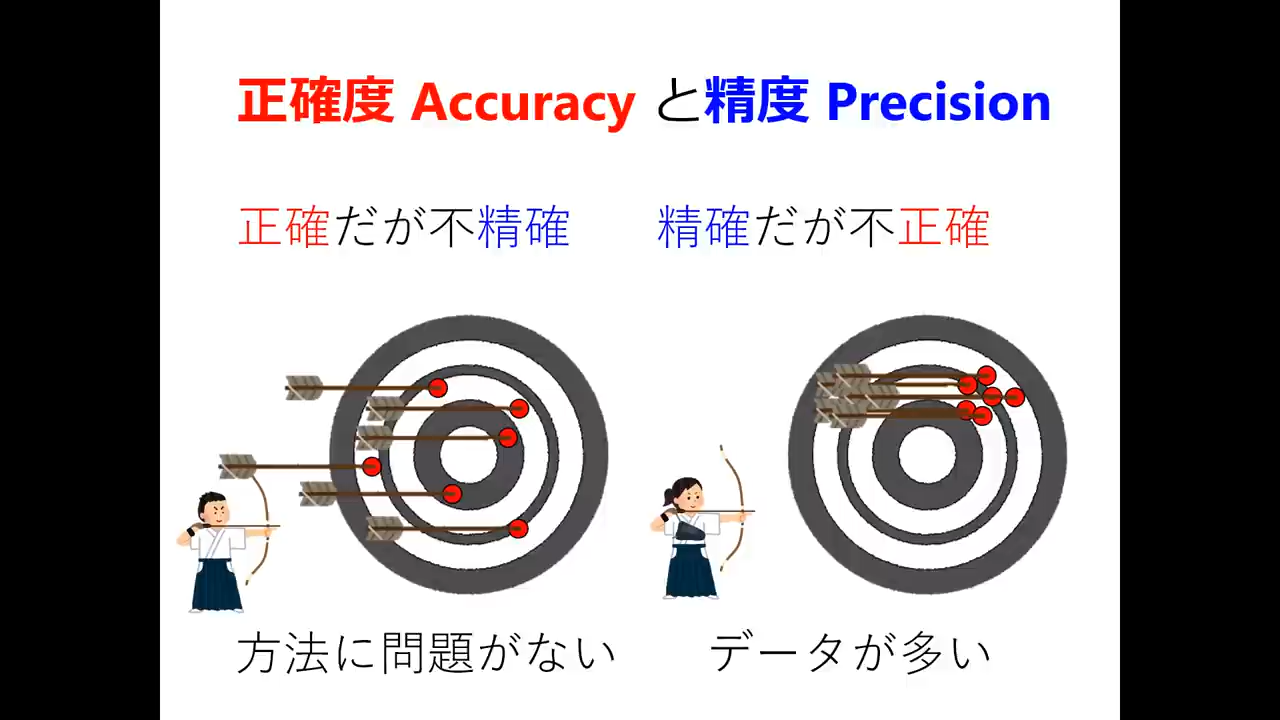 正確度 Accuracy と精度 Precision
正確だが不精確
精確だが不正確
方法に問題がない
データが多い